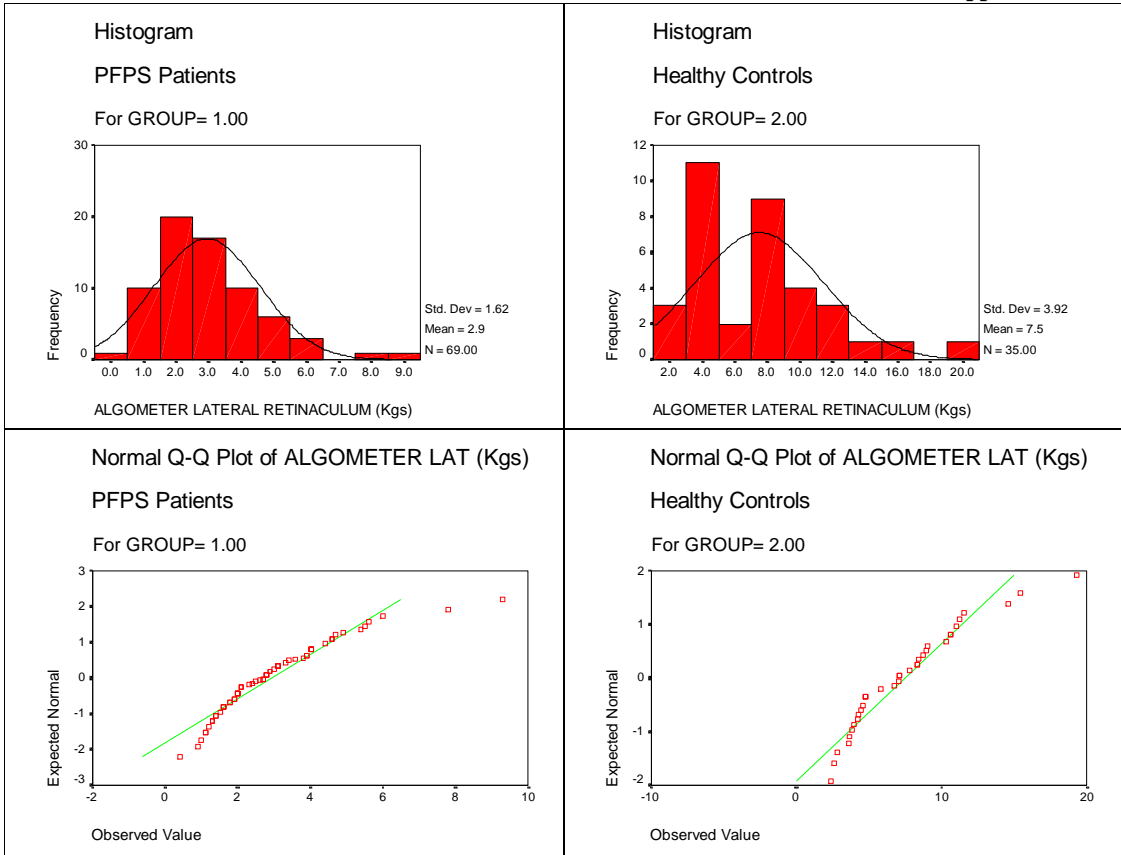 Histogram
PFPS Patients
For GROUP= 1.00
30
20
10
0
Frequency
0.0 1.0 2.0 3.0 4.0 5.0 6.0 7.0 8.0 9.0
Std. Dev = 1.62
Mean = 2.9
N = 69.00
ALGOMETER LATERAL RETINACULUM (Kgs)
Histogram
Healthy Controls
For GROUP= 2.00
12
10
8
6
4
2
0
Frequency
2.0 4.0 6.0 8.0 10.0 12.0 14.0 16.0 18.0 20.0
Std. Dev = 3.92
Mean = 7.5
N = 35.00
ALGOMETER LATERAL RETINACULUM (Kgs)
Normal Q-Q Plot of ALGOMETER LAT (Kgs)
PFPS Patients
For GROUP= 1.00
3
2
1
0
-1
-2
-3
Expected Normal
-2 0 2 4 6 8 10
Observed Value
Normal Q-Q Plot of ALGOMETER LAT (Kgs)
Healthy Controls
For GROUP= 2.00
2
1
0
-1
-2
Expected Normal
-10 0 10 20
Observed Value